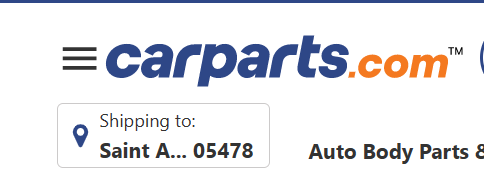 carparts.com™
Shipping to:
Saint A... 05478
Auto Body Parts &